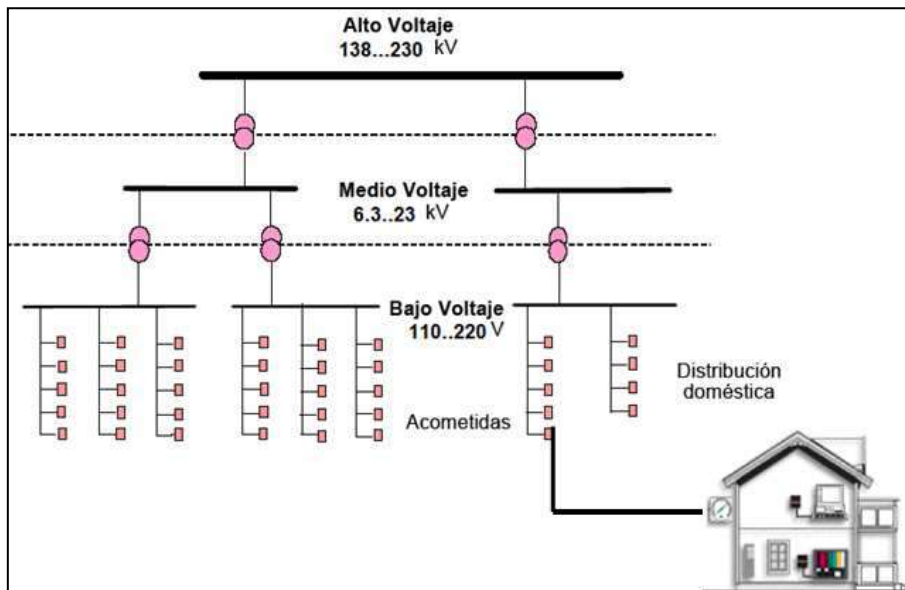 Alto Voltaje
138...230 kV
Medio Voltaje
6.3..23 kV
Bajo Voltaje
110..220 V
Distribución
doméstica
Acometidas